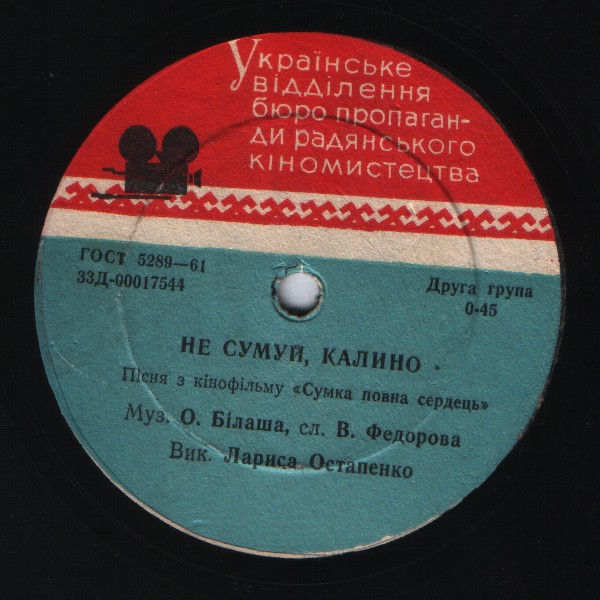 Українське
відділення
бюро пропаган-
ди радянського
кіномистецтва
ГОСТ 5289—61
33Д-00017544
Друга група
0-45
НЕ СУМУЙ, КАЛИНО
Пісня з кінофільму «Сумка повна сердець»
Муз. О. Білаша, сл. В. Федорова
Вик. Лариса Остапенко